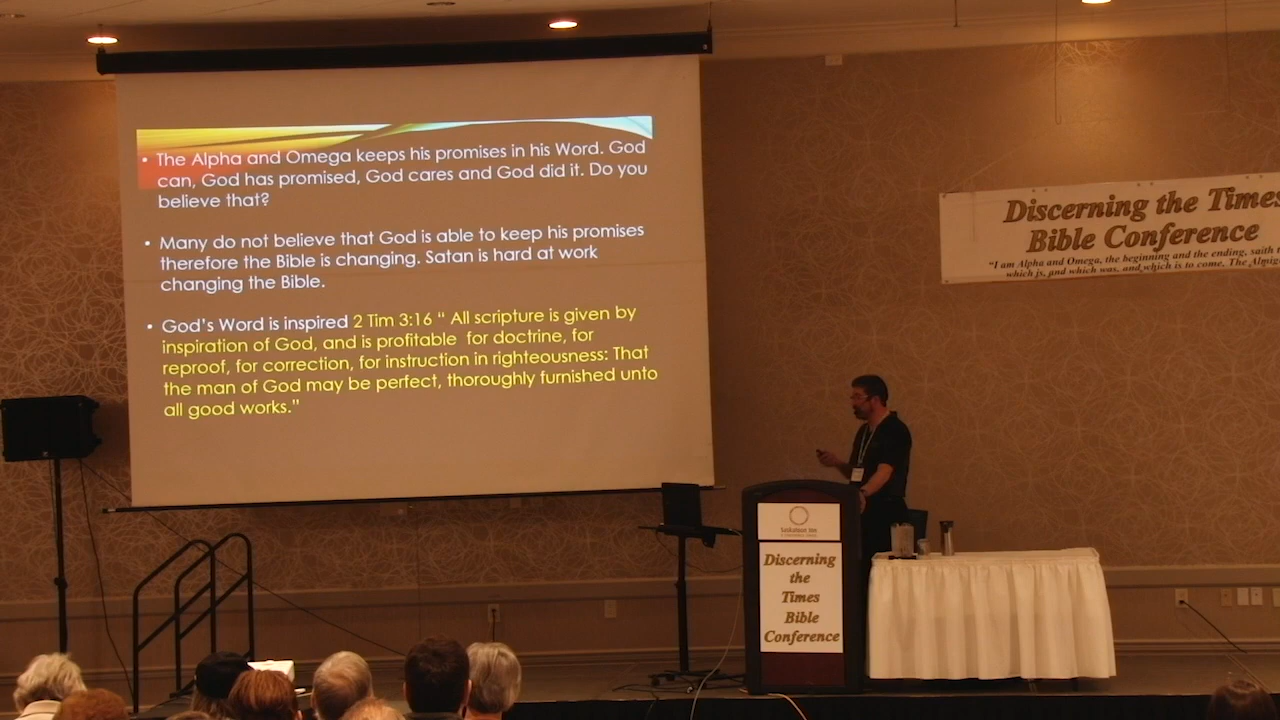 • The Alpha and Omega keeps his promises in his Word. God
can, God has promised, God cares and God did it. Do you
believe that?
• Many do not believe that God is able to keep his promises
therefore the Bible is changing. Satan is hard at work
changing the Bible.
• God's Word is inspired 2 Tim 3:16 “ All scripture is given by
inspiration of God, and is profitable for doctrine, for
reproof, for correction, for instruction in righteousness: That
the man of God may be perfect, thoroughly furnished unto
all good works.”
Discerning the Times
Bible Conference
“I am Alpha and Omega, the beginning and the ending, saith
which is, and which was, and which is to come, The
Saskatoon Inn
Discerning
the
Times
Bible
Conference